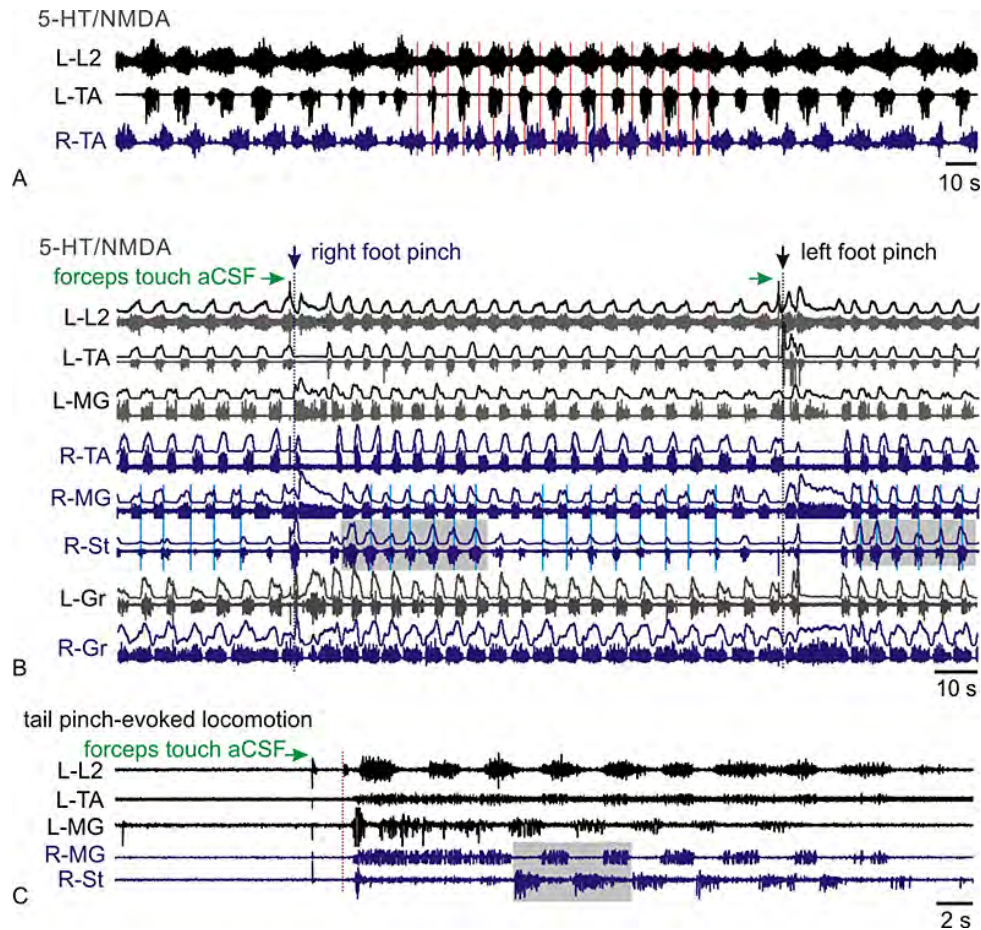 5-HT/NMDA
L-L2
L-TA
R-TA
10 s
A
5-HT/NMDA
right foot pinch
left foot pinch
forceps touch aCSF
L-L2
L-TA
L-MG
R-TA
R-MG
R-St
L-Gr
R-Gr
B
10 s
tail pinch-evoked locomotion
forceps touch aCSF
L-L2
L-TA
L-MG
R-MG
R-St
C
2 s